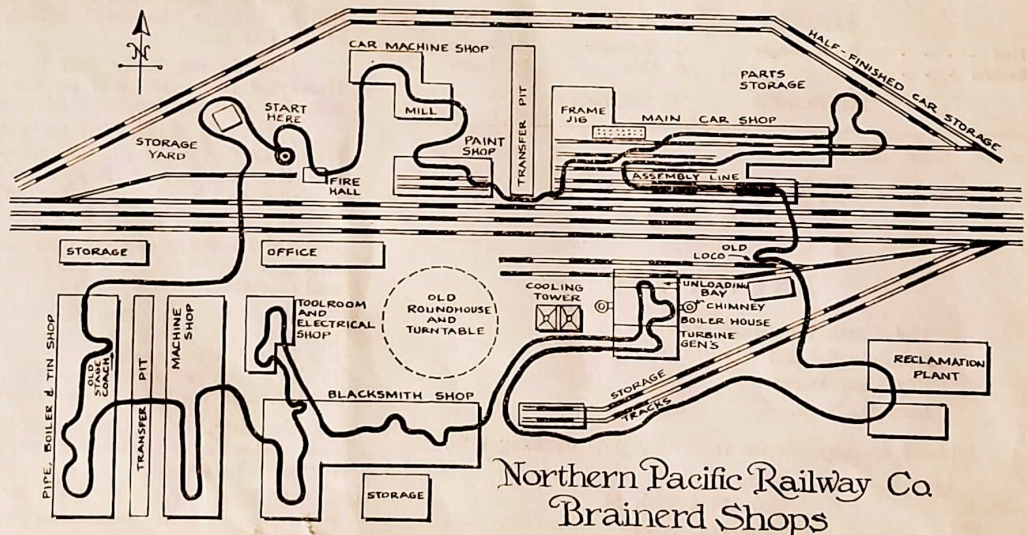 N
CAR MACHINE SHOP
MILL
START
HERE
STORAGE
YARD
FIRE
HALL
PAINT
SHOP
TRANSFER PIT
FRAME
JIG
MAIN CAR SHOP
PARTS
STORAGE
HALF-FINISHED CAR STORAGE
ASSEMBLY LINE
STORAGE
OFFICE
OLD
LOCO
UNLOADING
BAY
CHIMNEY
BOILER HOUSE
TURBINE
GEN'S
COOLING
TOWER
OLD
ROUNDHOUSE
AND
TURNTABLE
TOOLROOM
AND
ELECTRICAL
SHOP
PIPE, BOILER & TIN SHOP
OLD
STAGE
COACH
TRANSFER PIT
MACHINE
SHOP
BLACKSMITH SHOP
STORAGE
STORAGE
TRACKS
RECLAMATION
PLANT
Northern Pacific Railway Co.
Brainerd Shops